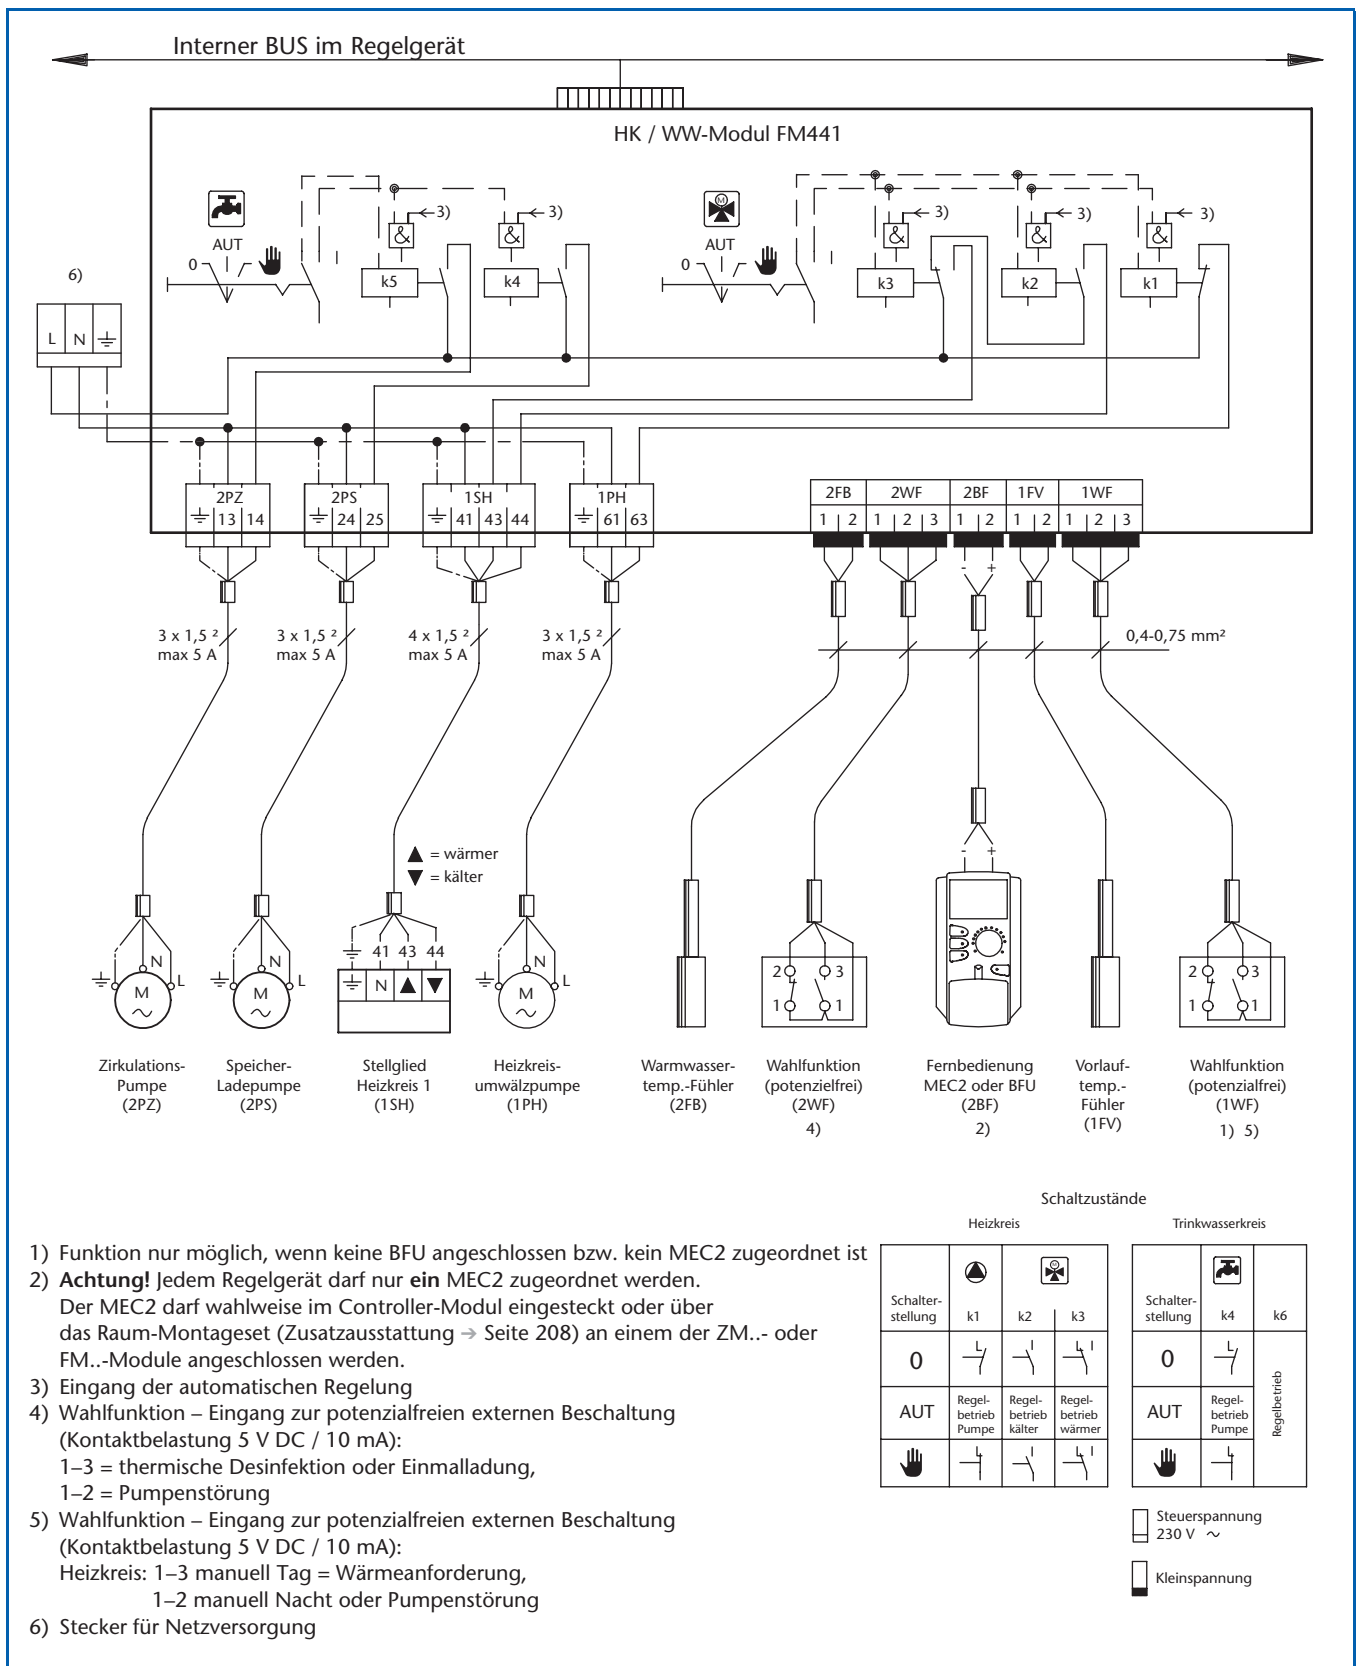 Interner BUS im Regelgerät
HK / WW-Modul FM441
3) 3) 3) 3) 3)
& & & & &
AUT AUT
0 0
6)
k5 k4 k3 k2 k1
L N
2PZ 2PS 1SH 1PH
13 14 24 25 41 43 44 61 63
2FB 2WF 2BF 1FV 1WF
1 2 1 2 3 1 2 1 2 1 2 3
- +
3 x 1,5 ² 3 x 1,5 ² 4 x 1,5 ² 3 x 1,5 ²
max 5 A max 5 A max 5 A max 5 A
0,4-0,75 mm²
▲ = wärmer
▼ = kälter
- +
41 43 44
N L N L N N L
M M M
2 3 2 3
1 1 1 1
Zirkulations-
Pumpe
(2PZ)
Speicher-
Ladepumpe
(2PS)
Stellglied
Heizkreis 1
(1SH)
Heizkreis-
umwälzpumpe
(1PH)
Warmwasser-
temp.-Fühler
(2FB)
Wahlfunktion
(potenzielfrei)
(2WF)
4)
Fernbedienung
MEC2 oder BFU
(2BF)
2)
Vorlauf-
temp.-
Fühler
(1FV)
Wahlfunktion
(potenzialfrei)
(1WF)
1) 5)
1) Funktion nur möglich, wenn keine BFU angeschlossen bzw. kein MEC2 zugeordnet ist
2) Achtung! Jedem Regelgerät darf nur ein MEC2 zugeordnet werden.
Der MEC2 darf wahlweise im Controller-Modul eingesteckt oder über
das Raum-Montageset (Zusatzausstattung → Seite 208) an einem der ZM..- oder
FM..-Module angeschlossen werden.
3) Eingang der automatischen Regelung
4) Wahlfunktion – Eingang zur potenzialfreien externen Beschaltung
(Kontaktbelastung 5 V DC / 10 mA):
1–3 = thermische Desinfektion oder Einmalladung,
1–2 = Pumpenstörung
5) Wahlfunktion – Eingang zur potenzialfreien externen Beschaltung
(Kontaktbelastung 5 V DC / 10 mA):
Heizkreis: 1–3 manuell Tag = Wärmeanforderung,
1–2 manuell Nacht oder Pumpenstörung
6) Stecker für Netzversorgung
Schaltzustände
Heizkreis
Schalter-
stellung
k1 k2 k3
0
AUT
Regel-
betrieb
Pumpe
Regel-
betrieb
kälter
Regel-
betrieb
wärmer
Trinkwasserkreis
Schalter-
stellung
k4 k6
0
AUT
Regel-
betrieb
Pumpe
Regelbetrieb
Steuerspannung
230 V ~
Kleinspannung